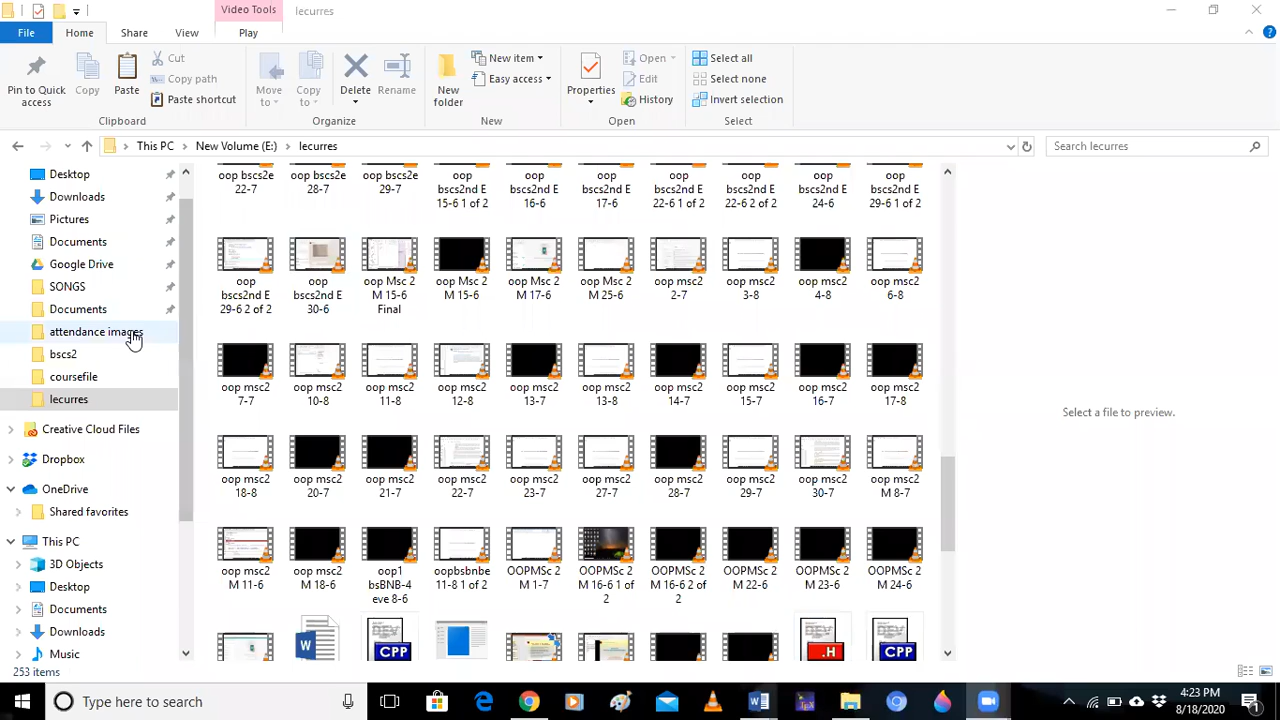 Video Tools
lecurres
File
Home
Share
View
Play
Pin to Quick access
Copy
Paste
Cut
Copy path
Paste shortcut
Clipboard
Move to
Copy to
Delete
Rename
Organize
New folder
New item
Easy access
New
Properties
Open
Edit
History
Open
Select all
Select none
Invert selection
Select
This PC
New Volume (E:)
lecurres
Search lecurres
Desktop
Downloads
Pictures
Documents
Google Drive
SONGS
Documents
attendance images
bscs2
coursefile
lecurres
Creative Cloud Files
Dropbox
OneDrive
Shared favorites
This PC
3D Objects
Desktop
Documents
Downloads
Music
oop bscs2e 22-7
oop bscs2e 28-7
oop bscs2e 29-7
oop bscs2nd E 15-6 1 of 2
oop bscs2nd E 16-6
oop bscs2nd E 17-6
oop bscs2nd E 22-6 1 of 2
oop bscs2nd E 22-6 2 of 2
oop bscs2nd E 24-6
oop bscs2nd E 29-6 1 of 2
oop bscs2nd E 29-6 2 of 2
oop bscs2nd E 30-6
oop Msc 2 M 15-6 Final
oop Msc 2 M 15-6
oop Msc 2 M 17-6
oop Msc 2 M 25-6
oop msc2 2-7
oop msc2 3-8
oop msc2 4-8
oop msc2 6-8
oop msc2 7-7
oop msc2 10-8
oop msc2 11-8
oop msc2 12-8
oop msc2 13-7
oop msc2 13-8
oop msc2 14-7
oop msc2 15-7
oop msc2 16-7
oop msc2 17-8
oop msc2 18-8
oop msc2 20-7
oop msc2 21-7
oop msc2 22-7
oop msc2 23-7
oop msc2 27-7
oop msc2 28-7
oop msc2 29-7
oop msc2 30-7
oop msc2 M 8-7
oop msc2 M 11-6
oop msc2 M 18-6
oop1 bsBNB-4 eve 8-6
oopbsbnbe 11-8 1 of 2
OOPMSc 2 M 1-7
OOPMSc 2 M 16-6 1 of 2
OOPMSc 2 M 16-6 2 of 2
OOPMSc 2 M 22-6
OOPMSc 2 M 23-6
OOPMSc 2 M 24-6
W
DEV
CPP
DEV
.H
DEV
CPP
Select a file to preview.
253 items
Type here to search
4:23 PM
8/18/2020